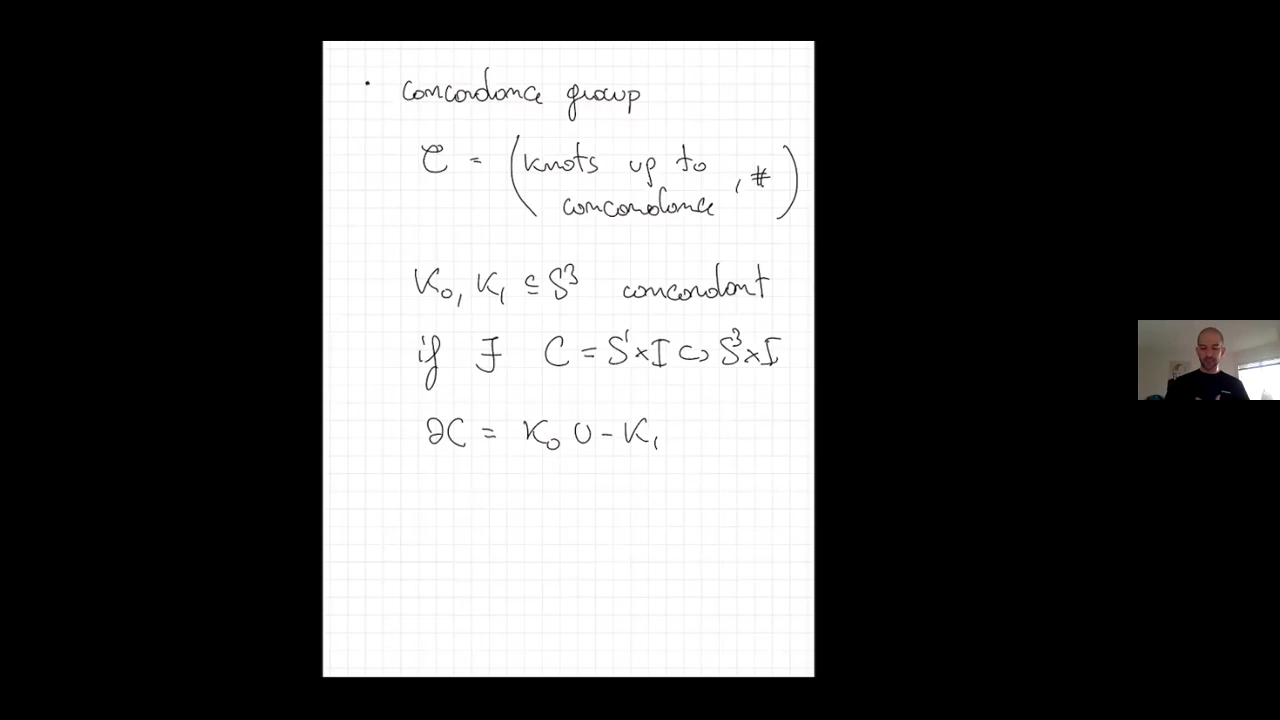 • concordance group
C = (knots up to concordance, #)
K₀, K₁ ⊆ S³ concordant
if ∃ C = S¹×I ↪ S³×I
∂C = K₀ ∪ -K₁